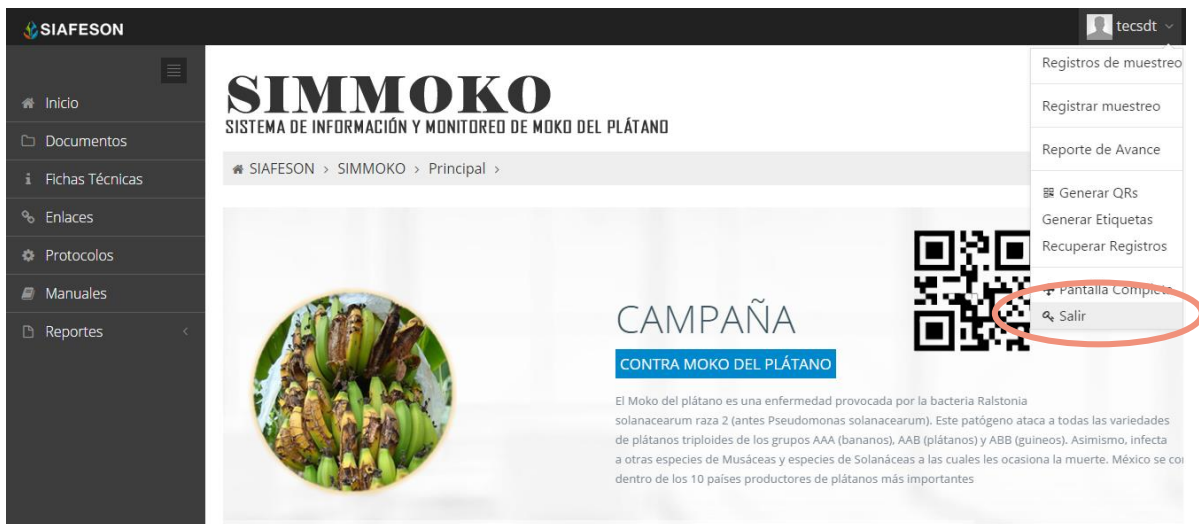 SIAFESON
tecsdt
Inicio
Documentos
Fichas Técnicas
Enlaces
Protocolos
Manuales
Reportes
SIMMOKO
SISTEMA DE INFORMACIÓN Y MONITOREO DE MOKO DEL PLÁTANO
SIAFESON > SIMMOKO > Principal >
Registros de muestreo
Registrar muestreo
Reporte de Avance
Generar QRs
Generar Etiquetas
Recuperar Registros
Pantalla Completa
Salir
CAMPAÑA
CONTRA MOKO DEL PLÁTANO
El Moko del plátano es una enfermedad provocada por la bacteria Ralstonia
solanacearum raza 2 (antes Pseudomonas solanacearum). Este patógeno ataca a todas las variedades
de plátanos triploides de los grupos AAA (bananos), AAB (plátanos) y ABB (guineos). Asimismo, infecta
a otras especies de Musáceas y especies de Solanáceas a las cuales les ocasiona la muerte. México se
dentro de los 10 países productores de plátanos más importantes